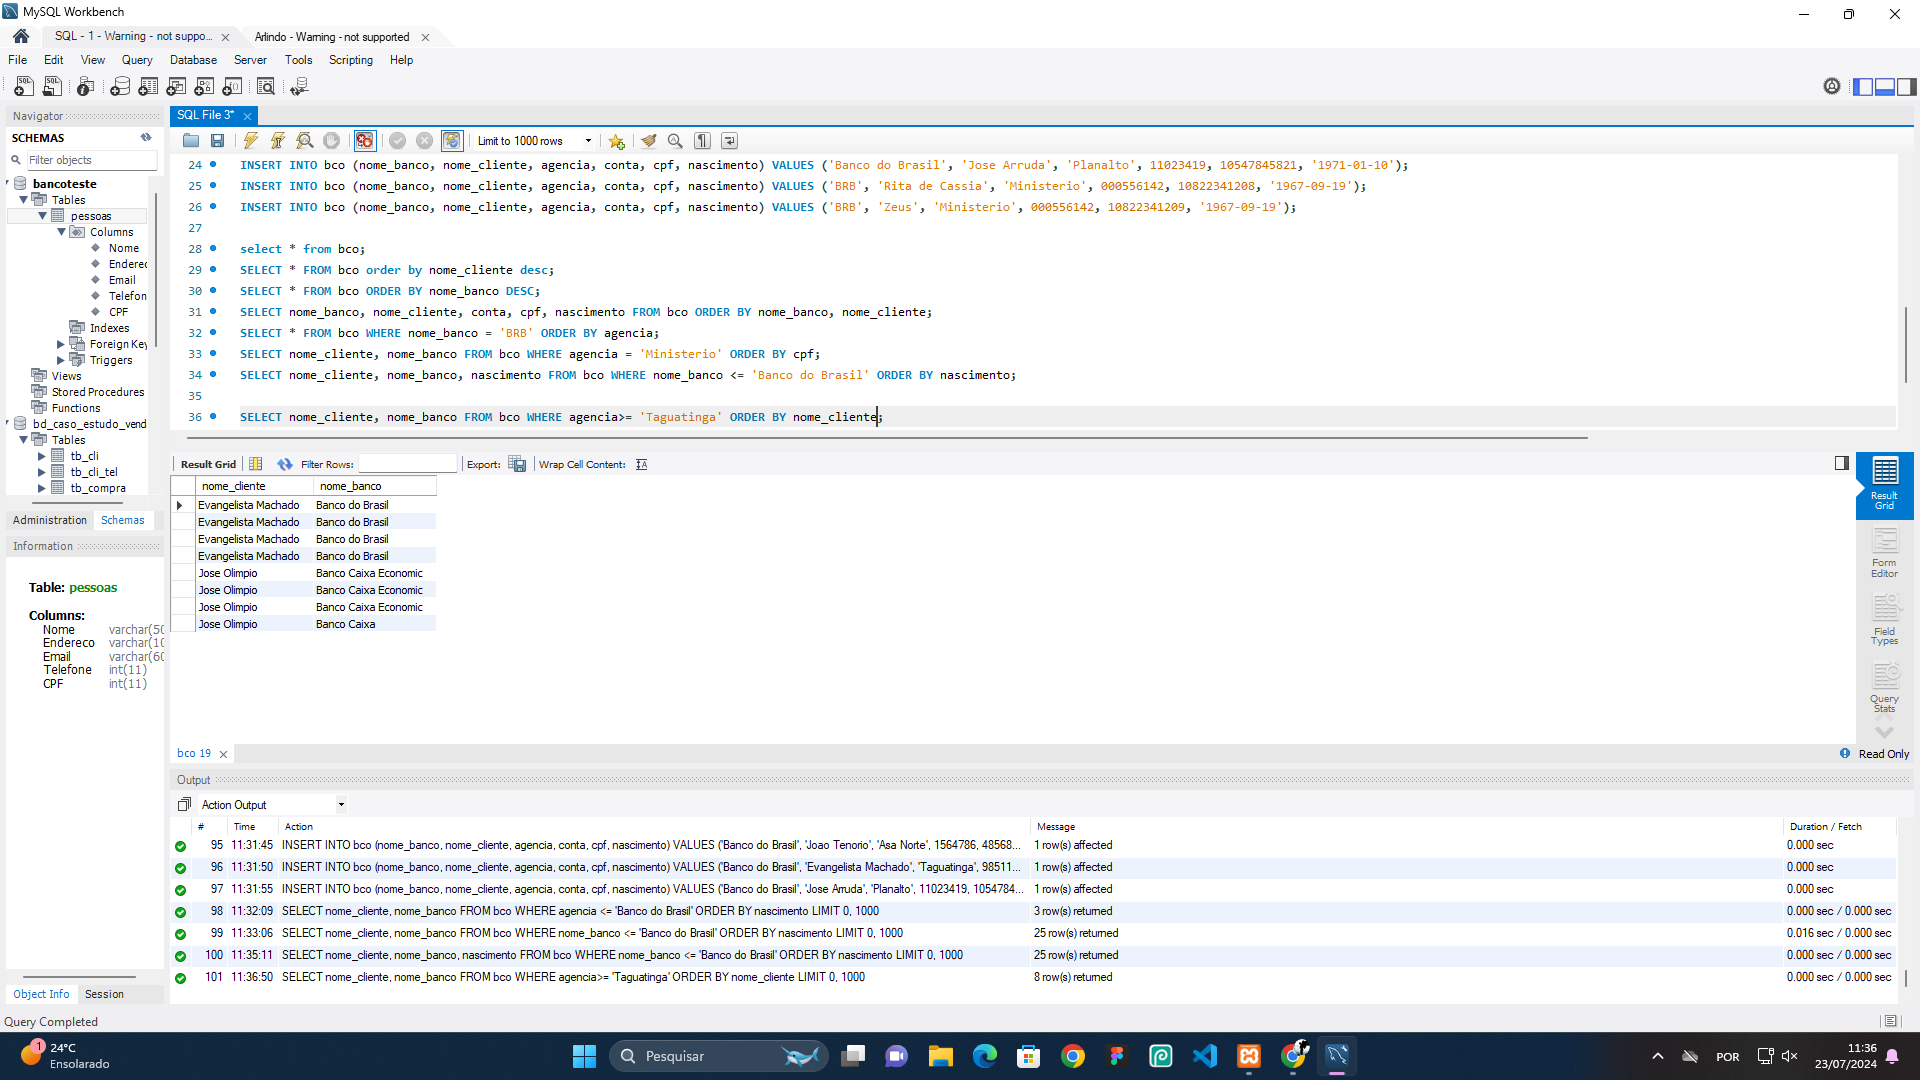 MySQL Workbench
SQL - 1 - Warning - not suppo...
Arlindo - Warning - not supported
File Edit View Query Database Server Tools Scripting Help
Navigator
SCHEMAS
Filter objects
bancoteste
Tables
pessoas
Columns
Nome
Enderec
Email
Telefon
CPF
Indexes
Foreign Key
Triggers
Views
Stored Procedures
Functions
bd_caso_estudo_vend
Tables
tb_cli
tb_cli_tel
tb_compra
Administration Schemas
Information
Table: pessoas
Columns:
Nome varchar(50
Endereco varchar(10
Email varchar(60
Telefone int(11)
CPF int(11)
Object Info Session
SQL File 3*
Limit to 1000 rows
24 INSERT INTO bco (nome_banco, nome_cliente, agencia, conta, cpf, nascimento) VALUES ('Banco do Brasil', 'Jose Arruda', 'Planalto', 11023419, 10547845821, '1971-01-10');
25 INSERT INTO bco (nome_banco, nome_cliente, agencia, conta, cpf, nascimento) VALUES ('BRB', 'Rita de Cassia', 'Ministerio', 000556142, 10822341208, '1967-09-19');
26 INSERT INTO bco (nome_banco, nome_cliente, agencia, conta, cpf, nascimento) VALUES ('BRB', 'Zeus', 'Ministerio', 000556142, 10822341209, '1967-09-19');
27
28 select * from bco;
29 SELECT * FROM bco order by nome_cliente desc;
30 SELECT * FROM bco ORDER BY nome_banco DESC;
31 SELECT nome_banco, nome_cliente, conta, cpf, nascimento FROM bco ORDER BY nome_banco, nome_cliente;
32 SELECT * FROM bco WHERE nome_banco = 'BRB' ORDER BY agencia;
33 SELECT nome_cliente, nome_banco FROM bco WHERE agencia = 'Ministerio' ORDER BY cpf;
34 SELECT nome_cliente, nome_banco, nascimento FROM bco WHERE nome_banco <= 'Banco do Brasil' ORDER BY nascimento;
35
36 SELECT nome_cliente, nome_banco FROM bco WHERE agencia>= 'Taguatinga' ORDER BY nome_cliente;
Result Grid Filter Rows: Export: Wrap Cell Content:
nome_cliente nome_banco
Evangelista Machado Banco do Brasil
Evangelista Machado Banco do Brasil
Evangelista Machado Banco do Brasil
Evangelista Machado Banco do Brasil
Jose Olimpio Banco Caixa Economic
Jose Olimpio Banco Caixa Economic
Jose Olimpio Banco Caixa Economic
Jose Olimpio Banco Caixa
Result
Grid
Form
Editor
Field
Types
Query
Stats
bco 19
Read Only
Output
Action Output
# Time Action Message Duration / Fetch
95 11:31:45 INSERT INTO bco (nome_banco, nome_cliente, agencia, conta, cpf, nascimento) VALUES ('Banco do Brasil', 'Joao Tenorio', 'Asa Norte', 1564786, 48568... 1 row(s) affected 0.000 sec
96 11:31:50 INSERT INTO bco (nome_banco, nome_cliente, agencia, conta, cpf, nascimento) VALUES ('Banco do Brasil', 'Evangelista Machado', 'Taguatinga', 98511... 1 row(s) affected 0.000 sec
97 11:31:55 INSERT INTO bco (nome_banco, nome_cliente, agencia, conta, cpf, nascimento) VALUES ('Banco do Brasil', 'Jose Arruda', 'Planalto', 11023419, 1054784... 1 row(s) affected 0.000 sec
98 11:32:09 SELECT nome_cliente, nome_banco FROM bco WHERE agencia <= 'Banco do Brasil' ORDER BY nascimento LIMIT 0, 1000 3 row(s) returned 0.000 sec / 0.000 sec
99 11:33:06 SELECT nome_cliente, nome_banco FROM bco WHERE nome_banco <= 'Banco do Brasil' ORDER BY nascimento LIMIT 0, 1000 25 row(s) returned 0.016 sec / 0.000 sec
100 11:35:11 SELECT nome_cliente, nome_banco, nascimento FROM bco WHERE nome_banco <= 'Banco do Brasil' ORDER BY nascimento LIMIT 0, 1000 25 row(s) returned 0.000 sec / 0.000 sec
101 11:36:50 SELECT nome_cliente, nome_banco FROM bco WHERE agencia>= 'Taguatinga' ORDER BY nome_cliente LIMIT 0, 1000 8 row(s) returned 0.000 sec / 0.000 sec
Query Completed
1
24°C
Ensolarado
Pesquisar
POR
11:36
23/07/2024